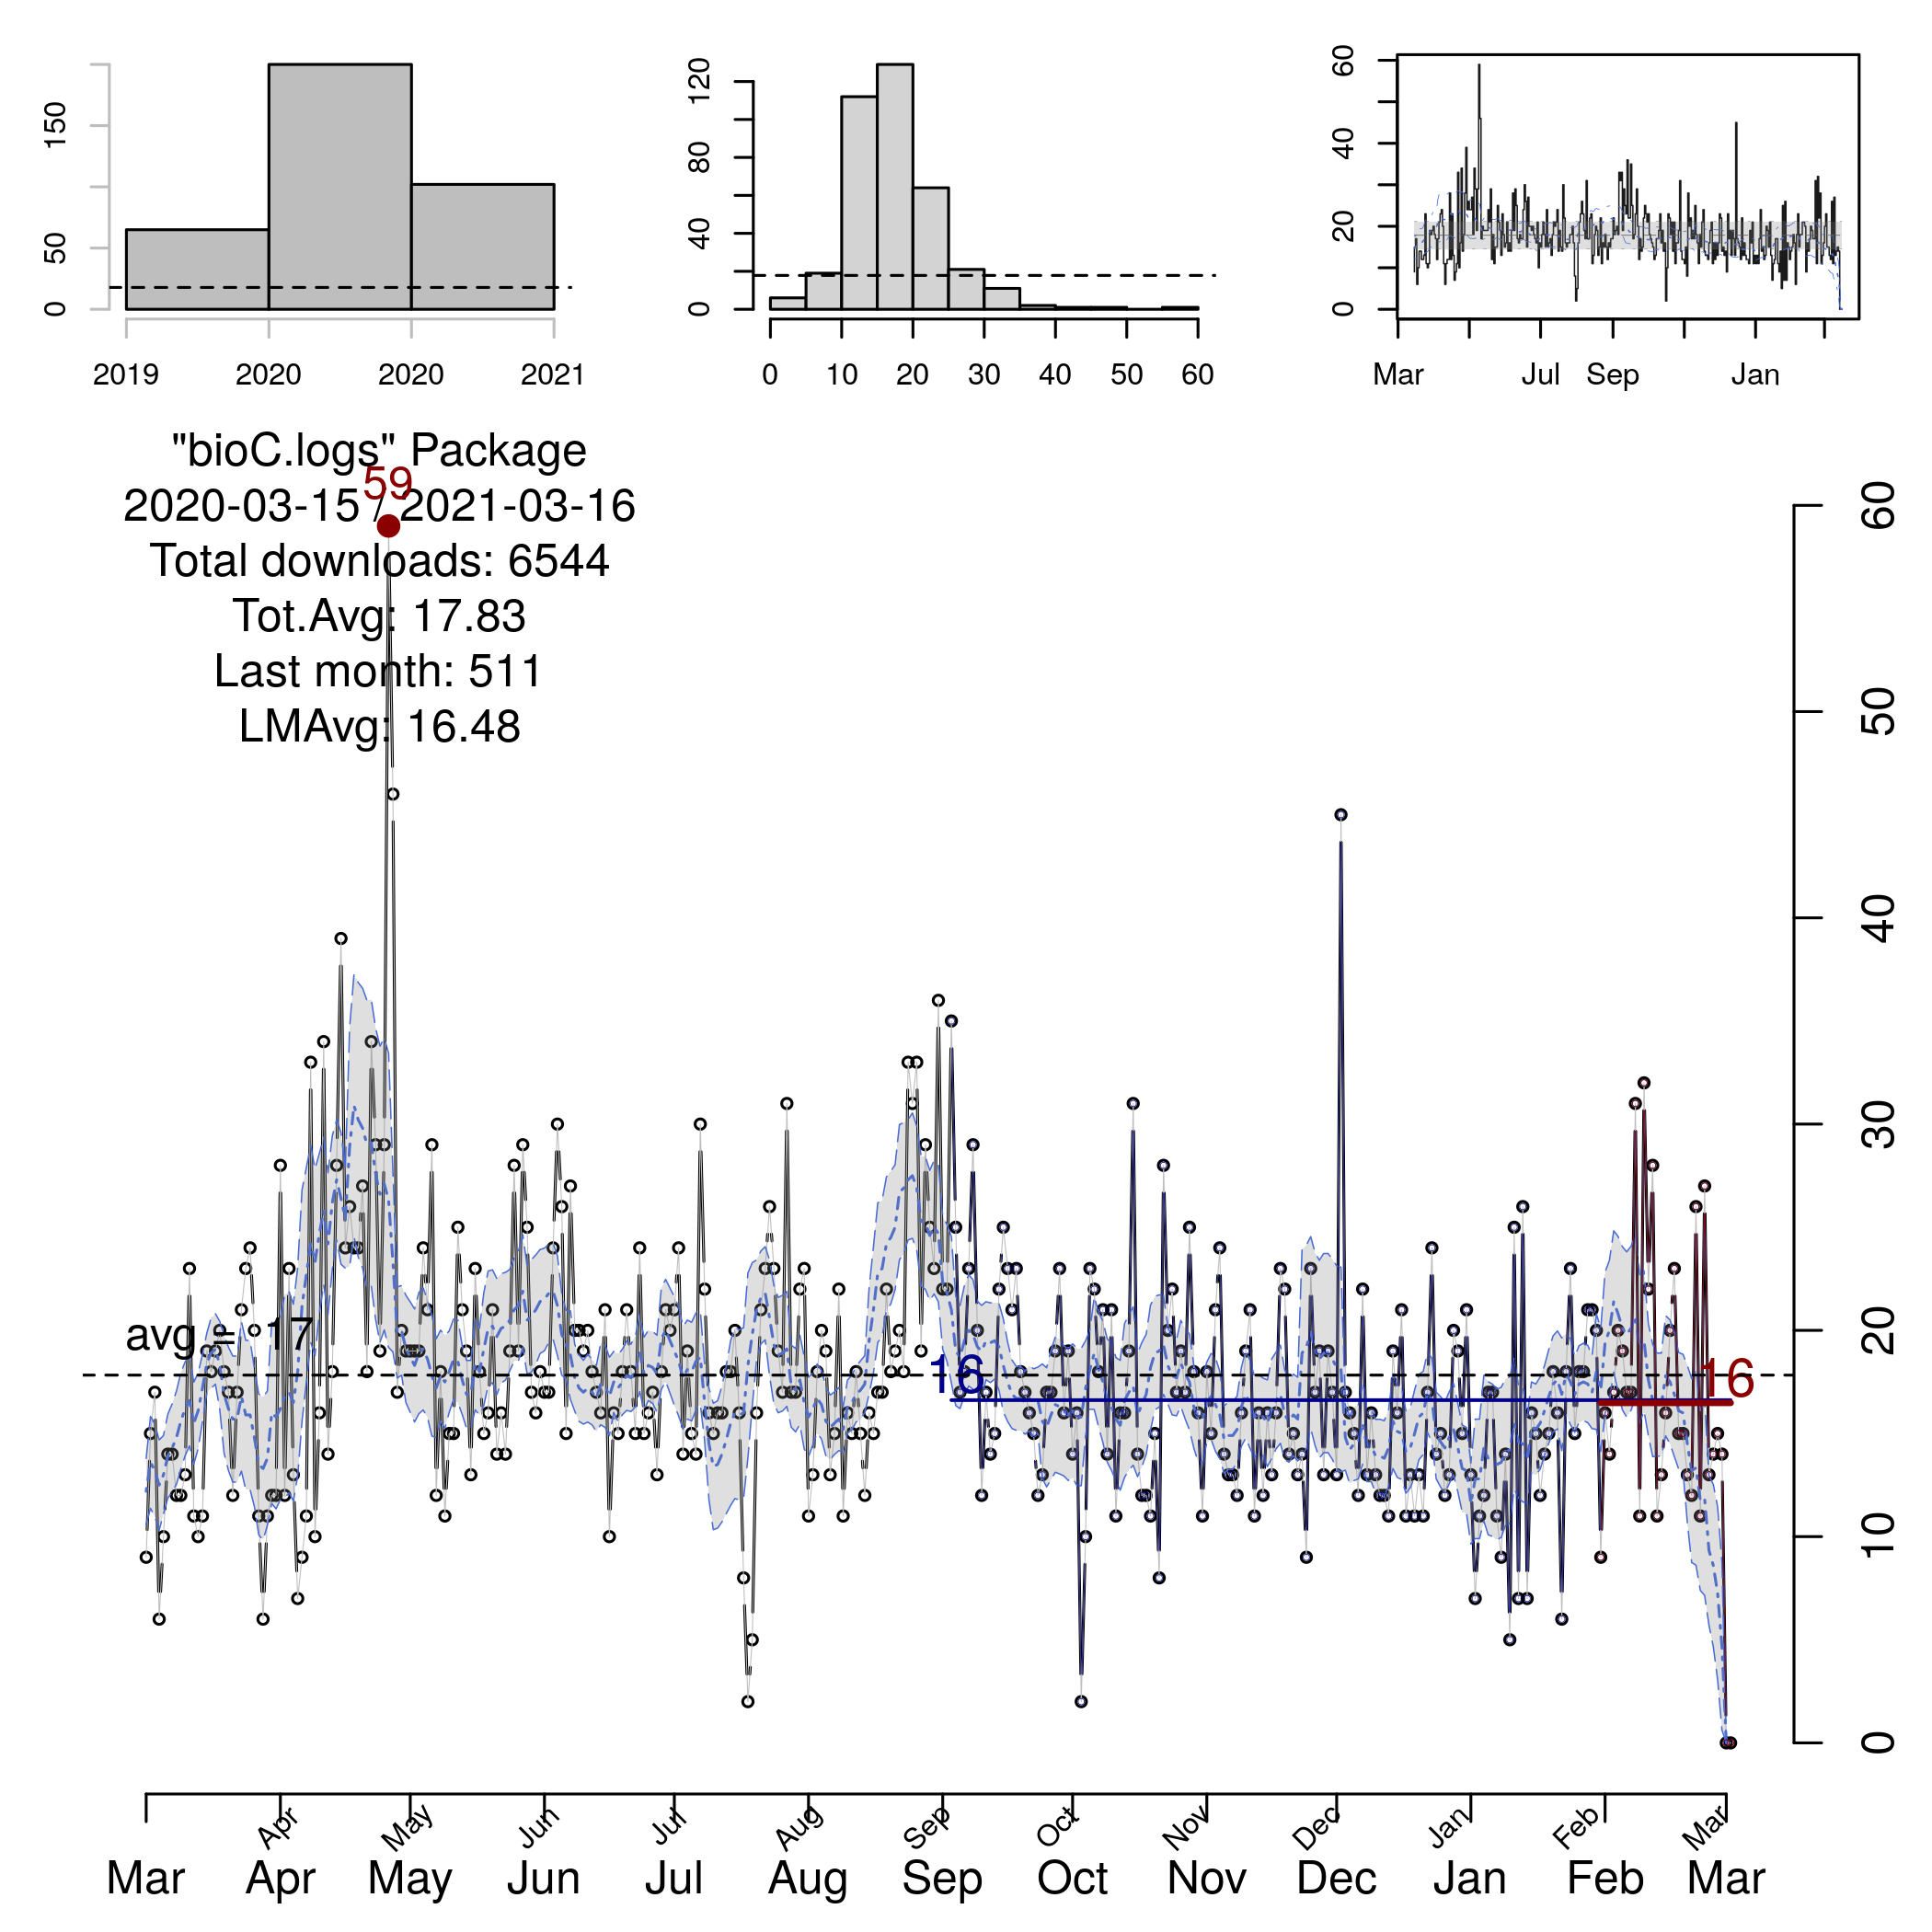 150
50
0
2019 2020 2020 2021
120
80
40
0
0 10 20 30 40 50 60
60
40
20
0
Mar Jul Sep Jan
"bioC.logs" Package
59
2020-03-15 / 2021-03-16
Total downloads: 6544
Tot.Avg: 17.83
Last month: 511
LMAvg: 16.48
60
50
40
30
20
10
0
avg = 17
16
16
Apr May Jun Jul Aug Sep Oct Nov Dec Jan Feb Mar
Mar Apr May Jun Jul Aug Sep Oct Nov Dec Jan Feb Mar